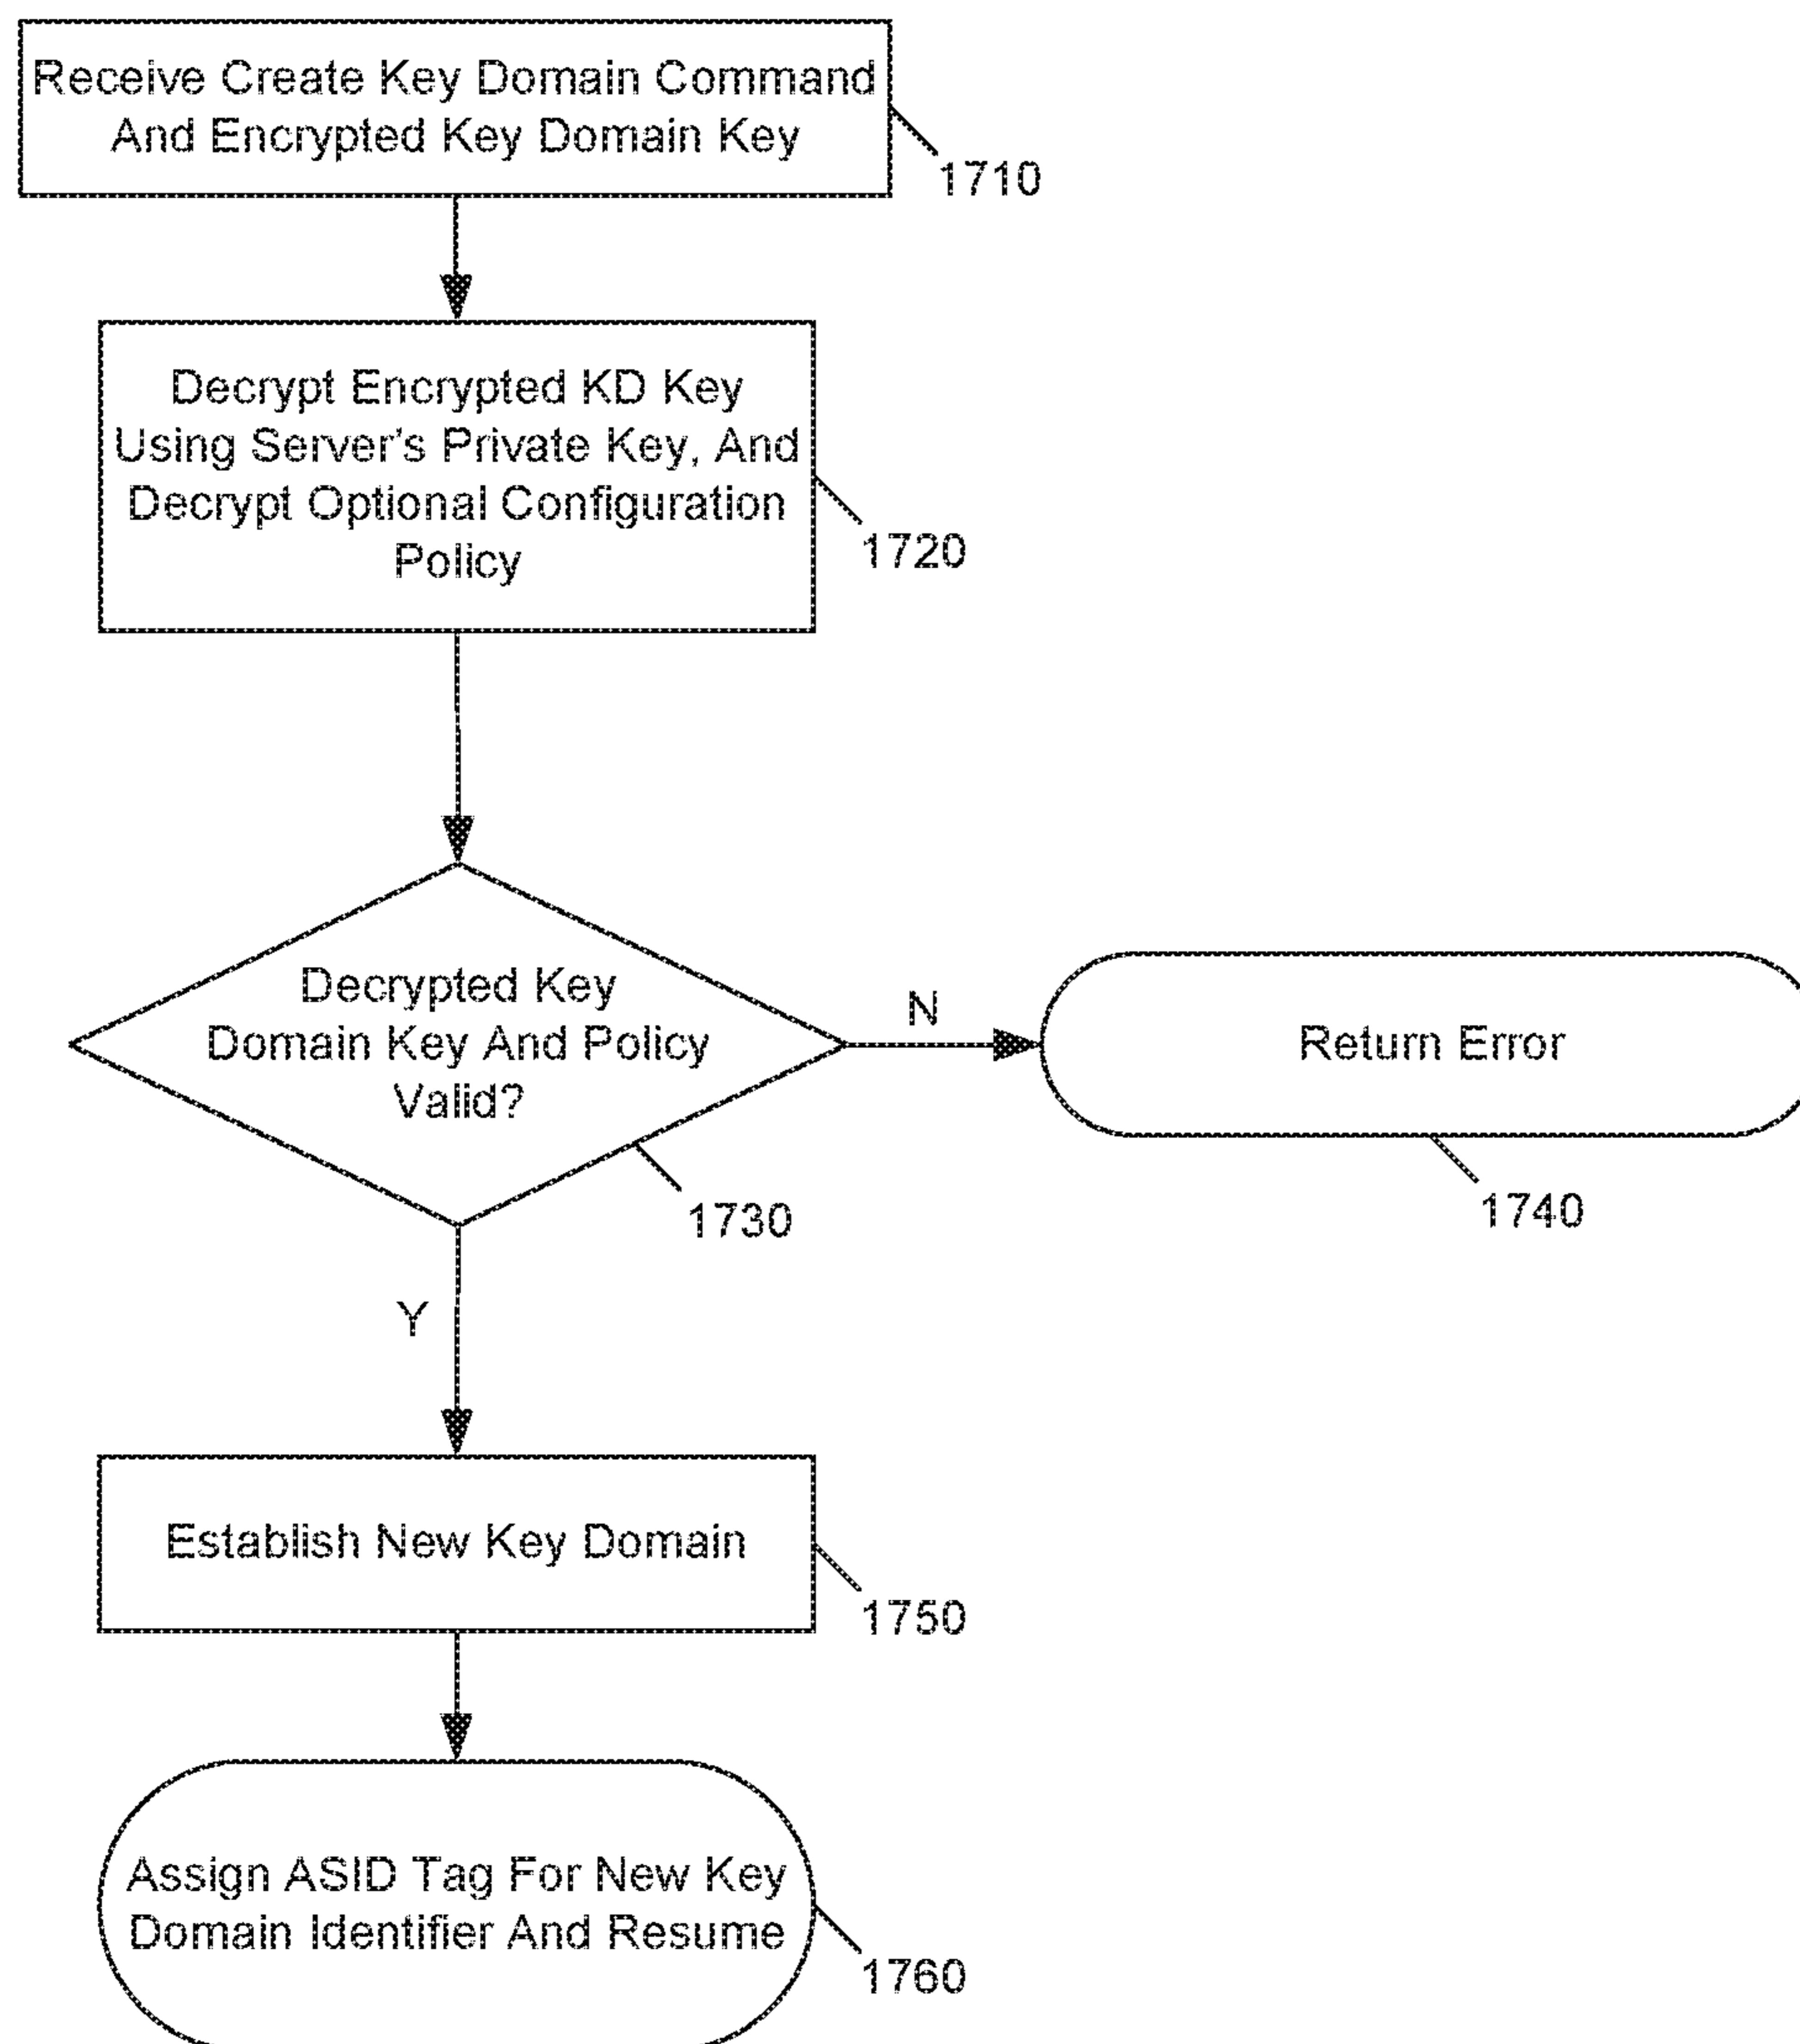 Receive Create Key Domain Command
And Encrypted Key Domain Key
1710
Decrypt Encrypted KD Key
Using Server's Private Key, And
Decrypt Optional Configuration
Policy
1720
Decrypted Key
Domain Key And Policy
Valid?
1730
N
Return Error
1740
Y
Establish New Key Domain
1750
Assign ASID Tag For New Key
Domain Identifier And Resume
1760